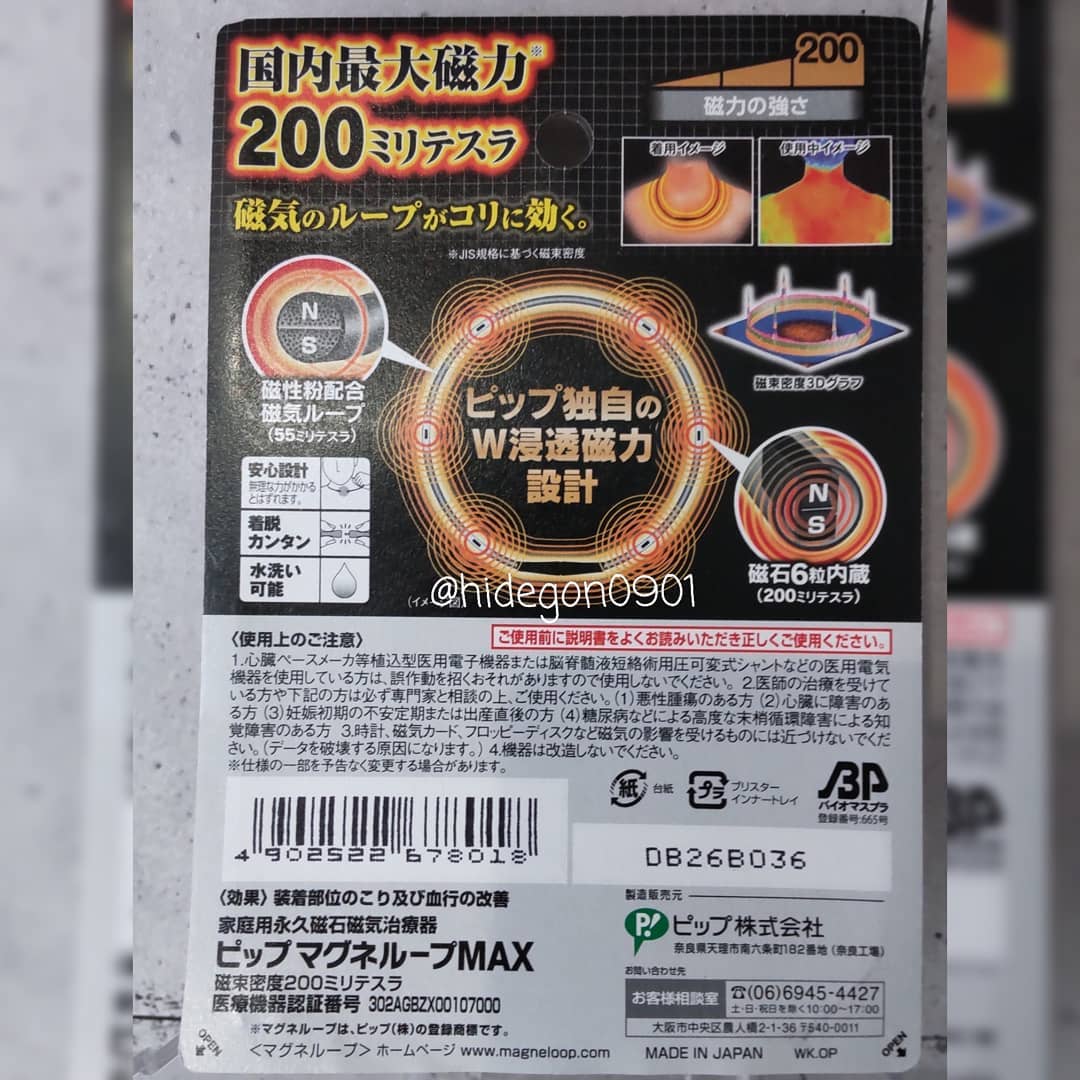 国内最大磁力※
200ミリテスラ
磁気のループがコリに効く。
※JIS規格に基づく磁束密度
200
磁力の強さ
着用イメージ
使用中イメージ
N
S
磁性粉配合
磁気ループ
(55ミリテスラ)
ピップ独自の
W浸透磁力
設計
磁束密度3Dグラフ
N
S
磁石6粒内蔵
(200ミリテスラ)
安心設計
無理な力がかかる
とはずれます。
着脱
カンタン
水洗い
可能
@hidegon0901
〈使用上のご注意〉
ご使用前に説明書をよくお読みいただき正しくご使用ください。
1.心臓ペースメーカ等植込型医用電子機器または脳脊髄液短絡術用圧可変式シャントなどの医用電気
機器を使用している方は、誤作動を招くおそれがありますので使用しないでください。 2.医師の治療を受けて
いる方や下記の方は必ず専門家と相談の上、ご使用ください。(1)悪性腫瘍のある方 (2)心臓に障害のあ
る方 (3)妊娠初期の不安定期または出産直後の方 (4)糖尿病などによる高度な末梢循環障害による知
覚障害のある方 3.時計、磁気カード、フロッピーディスクなど磁気の影響を受けるものには近づけないでくだ
さい。(データを破壊する原因になります。) 4.機器は改造しないでください。
※仕様の一部を予告なく変更する場合があります。
紙
台紙
プラ
ブリスター
インナートレイ
BP
バイオマスプラ
登録番号:665号
4 902522 678018
DB26B036
〈効果〉装着部位のこり及び血行の改善
家庭用永久磁石磁気治療器
ピップ マグネループMAX
磁束密度200ミリテスラ
医療機器認証番号 302AGBZX00107000
※マグネループは、ピップ(株)の登録商標です。
<マグネループ> ホームページ www.magneloop.com
製造販売元
P!
ピップ株式会社
奈良県天理市南六条町182番地 (奈良工場)
お問い合わせ先
お客様相談室
☎(06)6945-4427
土・日・祝日を除く10:00～17:00
大阪市中央区農人橋2-1-36 〒540-0011
MADE IN JAPAN
WK.OP
OPEN
OPEN